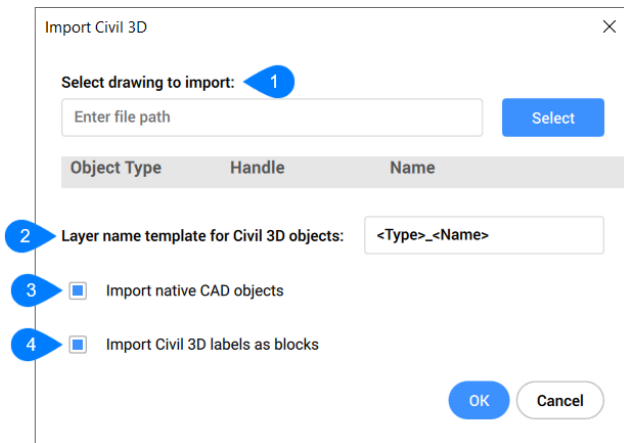 Import Civil 3D
Select drawing to import:
1
Enter file path
Select
Object Type Handle Name
2
Layer name template for Civil 3D objects:
<Type>_<Name>
3
Import native CAD objects
4
Import Civil 3D labels as blocks
OK
Cancel